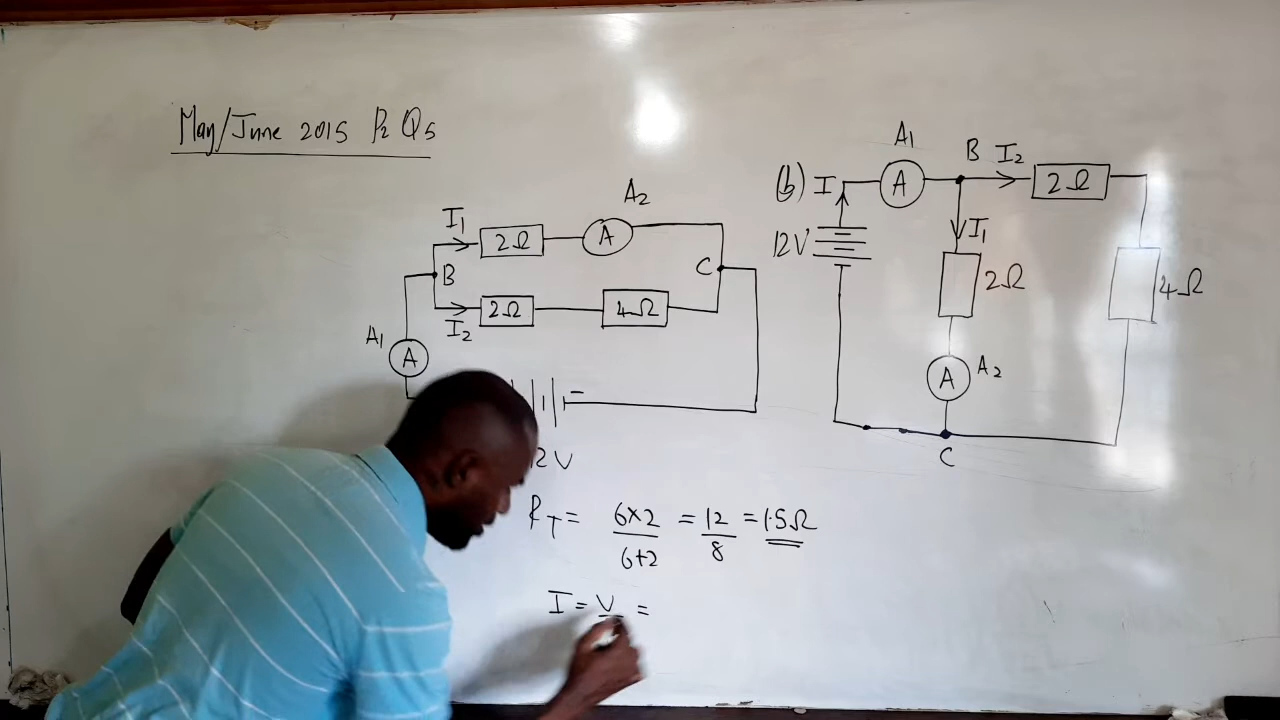 May/June 2015 P2 Q5
A2
I1
2Ω
A
B
C
I2
2Ω
4Ω
A1
A
2V
RT = 6×2 / 6+2 = 12 / 8 = 1.5Ω
I = V =
(b)
A1
I
A
B
I2
2Ω
12V
I1
2Ω
4Ω
A
A2
C